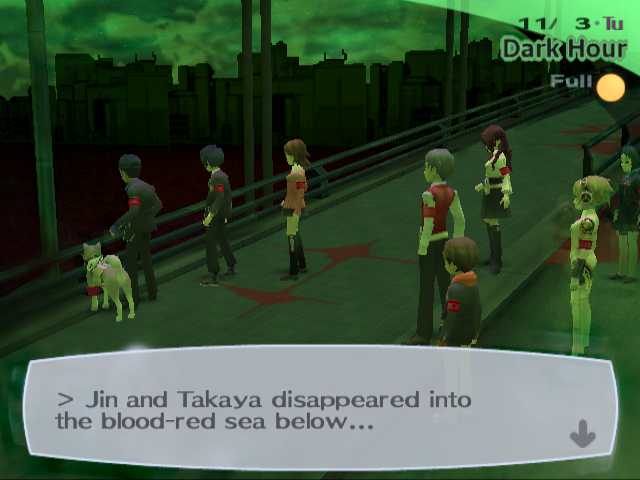 11/ 3・Tu
Dark Hour
Full
> Jin and Takaya disappeared into
the blood-red sea below...